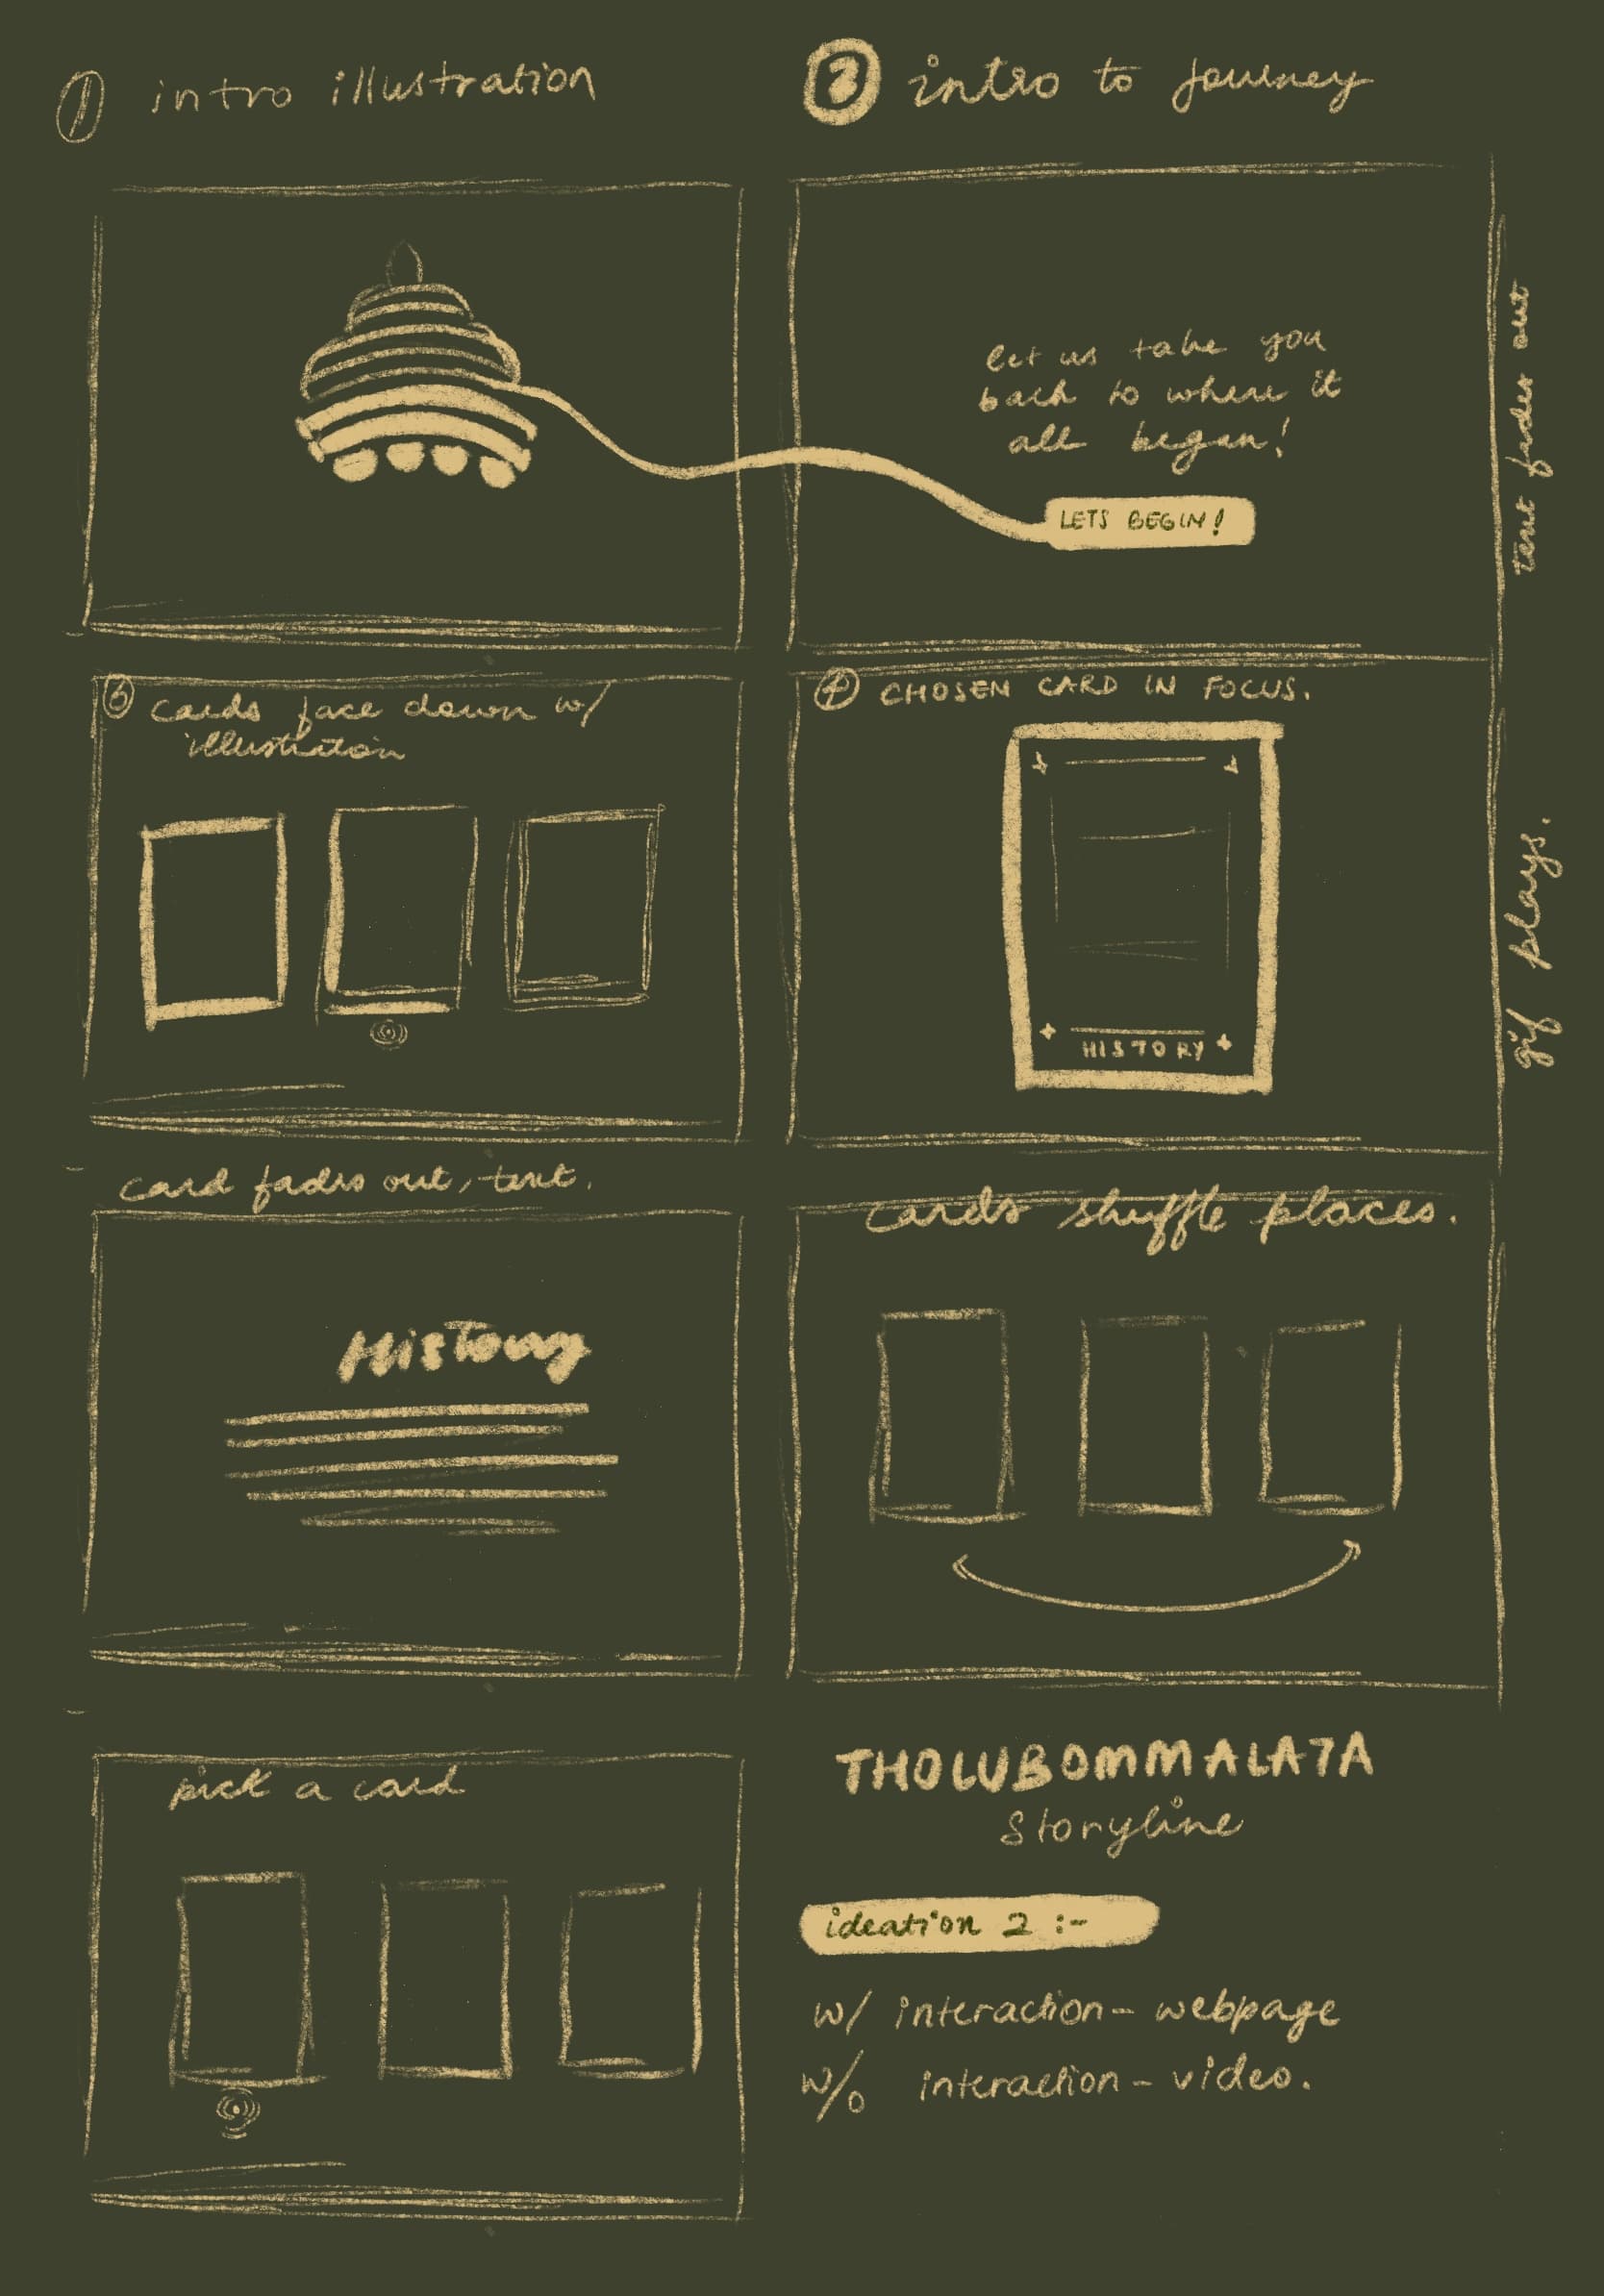 ① intro illustration
② intro to journey
let us take you
back to where it
all began!
LETS BEGIN!
text fades out
③ cards face down w/
illustration
④ CHOSEN CARD IN FOCUS.
HISTORY
gif plays.
card fades out, text.
History
cards shuffle places.
pick a card
THOLUBOMMALATA
Storyline
ideation 2 :-
w/ interaction - webpage
w/o interaction - video.